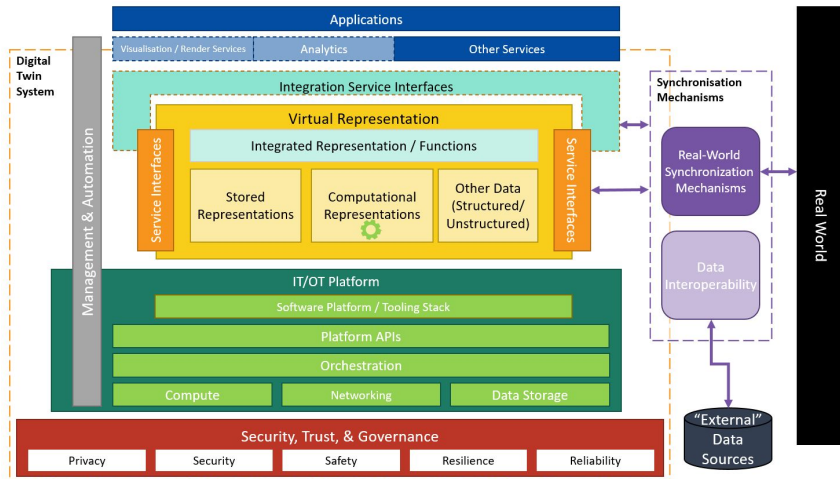 Applications
Visualisation / Render Services
Analytics
Other Services
Digital
Twin
System
Management & Automation
Integration Service Interfaces
Virtual Representation
Integrated Representation / Functions
Service Interfaces
Stored
Representations
Computational
Representations
Other Data
(Structured/
Unstructured)
Service Interfaces
Synchronisation
Mechanisms
Real-World
Synchronization
Mechanisms
Data
Interoperability
Real World
IT/OT Platform
Software Platform / Tooling Stack
Platform APIs
Orchestration
Compute
Networking
Data Storage
"External"
Data
Sources
Security, Trust, & Governance
Privacy
Security
Safety
Resilience
Reliability